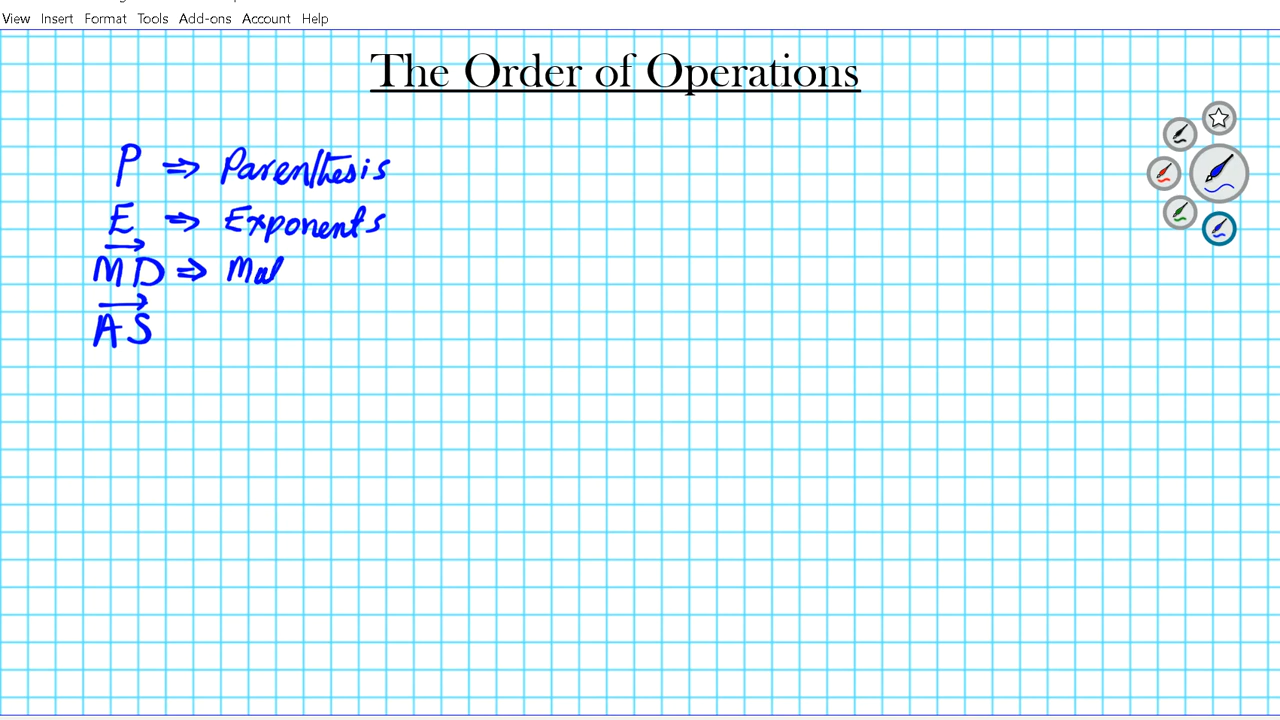 View Insert Format Tools Add-ons Account Help
The Order of Operations
P ⇒ Parenthesis
E ⇒ Exponents
MD ⇒ Mul
AS